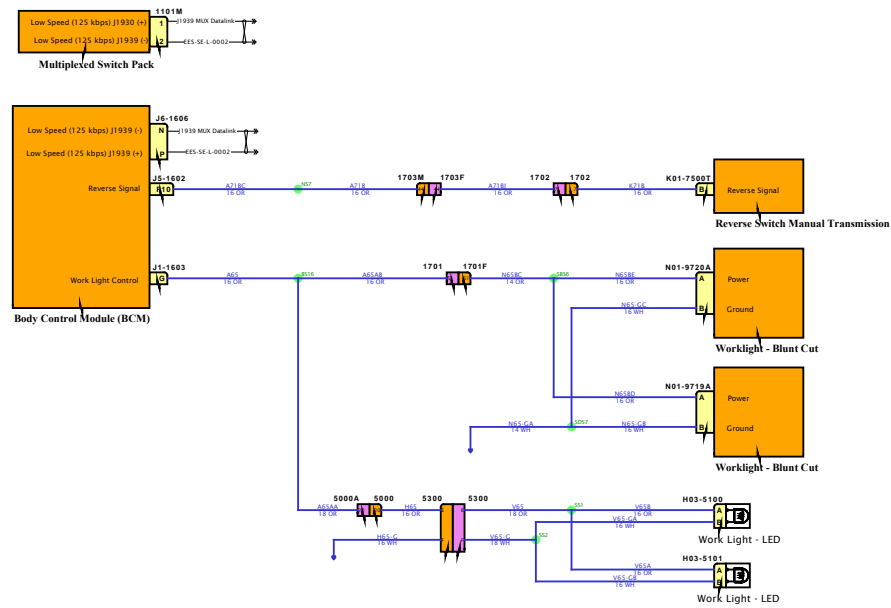 1101M
Low Speed (125 kbps) J1930 (+)
1
J1939 MUX Datalink
Low Speed (125 kbps) J1939 (-)
2
EES-SE-L-0002
Multiplexed Switch Pack
J6-1606
Low Speed (125 kbps) J1939 (-)
N
J1939 MUX Datalink
Low Speed (125 kbps) J1939 (+)
P
EES-SE-L-0002
J5-1602
1703M
1703F
1702
1702
K01-7500T
Reverse Signal
R10
A718C
16 OR
NS7
A718
16 OR
A718J
16 OR
K718
16 OR
B
Reverse Signal
Reverse Switch Manual Transmission
J1-1603
1701
1701F
N01-9720A
Work Light Control
G
A65
16 OR
BS16
A65AB
16 OR
N65BC
14 OR
SBS6
N65BE
16 OR
A
Power
N65-GC
16 WH
B
Ground
Body Control Module (BCM)
Worklight - Blunt Cut
N01-9719A
N65BD
16 OR
A
Power
N65-GA
14 WH
SDS7
N65-GB
16 WH
B
Ground
Worklight - Blunt Cut
5000A
5000
5300
5300
H03-5100
A65AA
18 OR
H65
16 OR
V65
18 OR
SS1
V65B
16 OR
A
V65-GA
16 WH
B
H65-G
16 WH
V65-G
18 WH
SS2
Work Light - LED
H03-5101
V65A
16 OR
A
V65-GB
16 WH
B
Work Light - LED